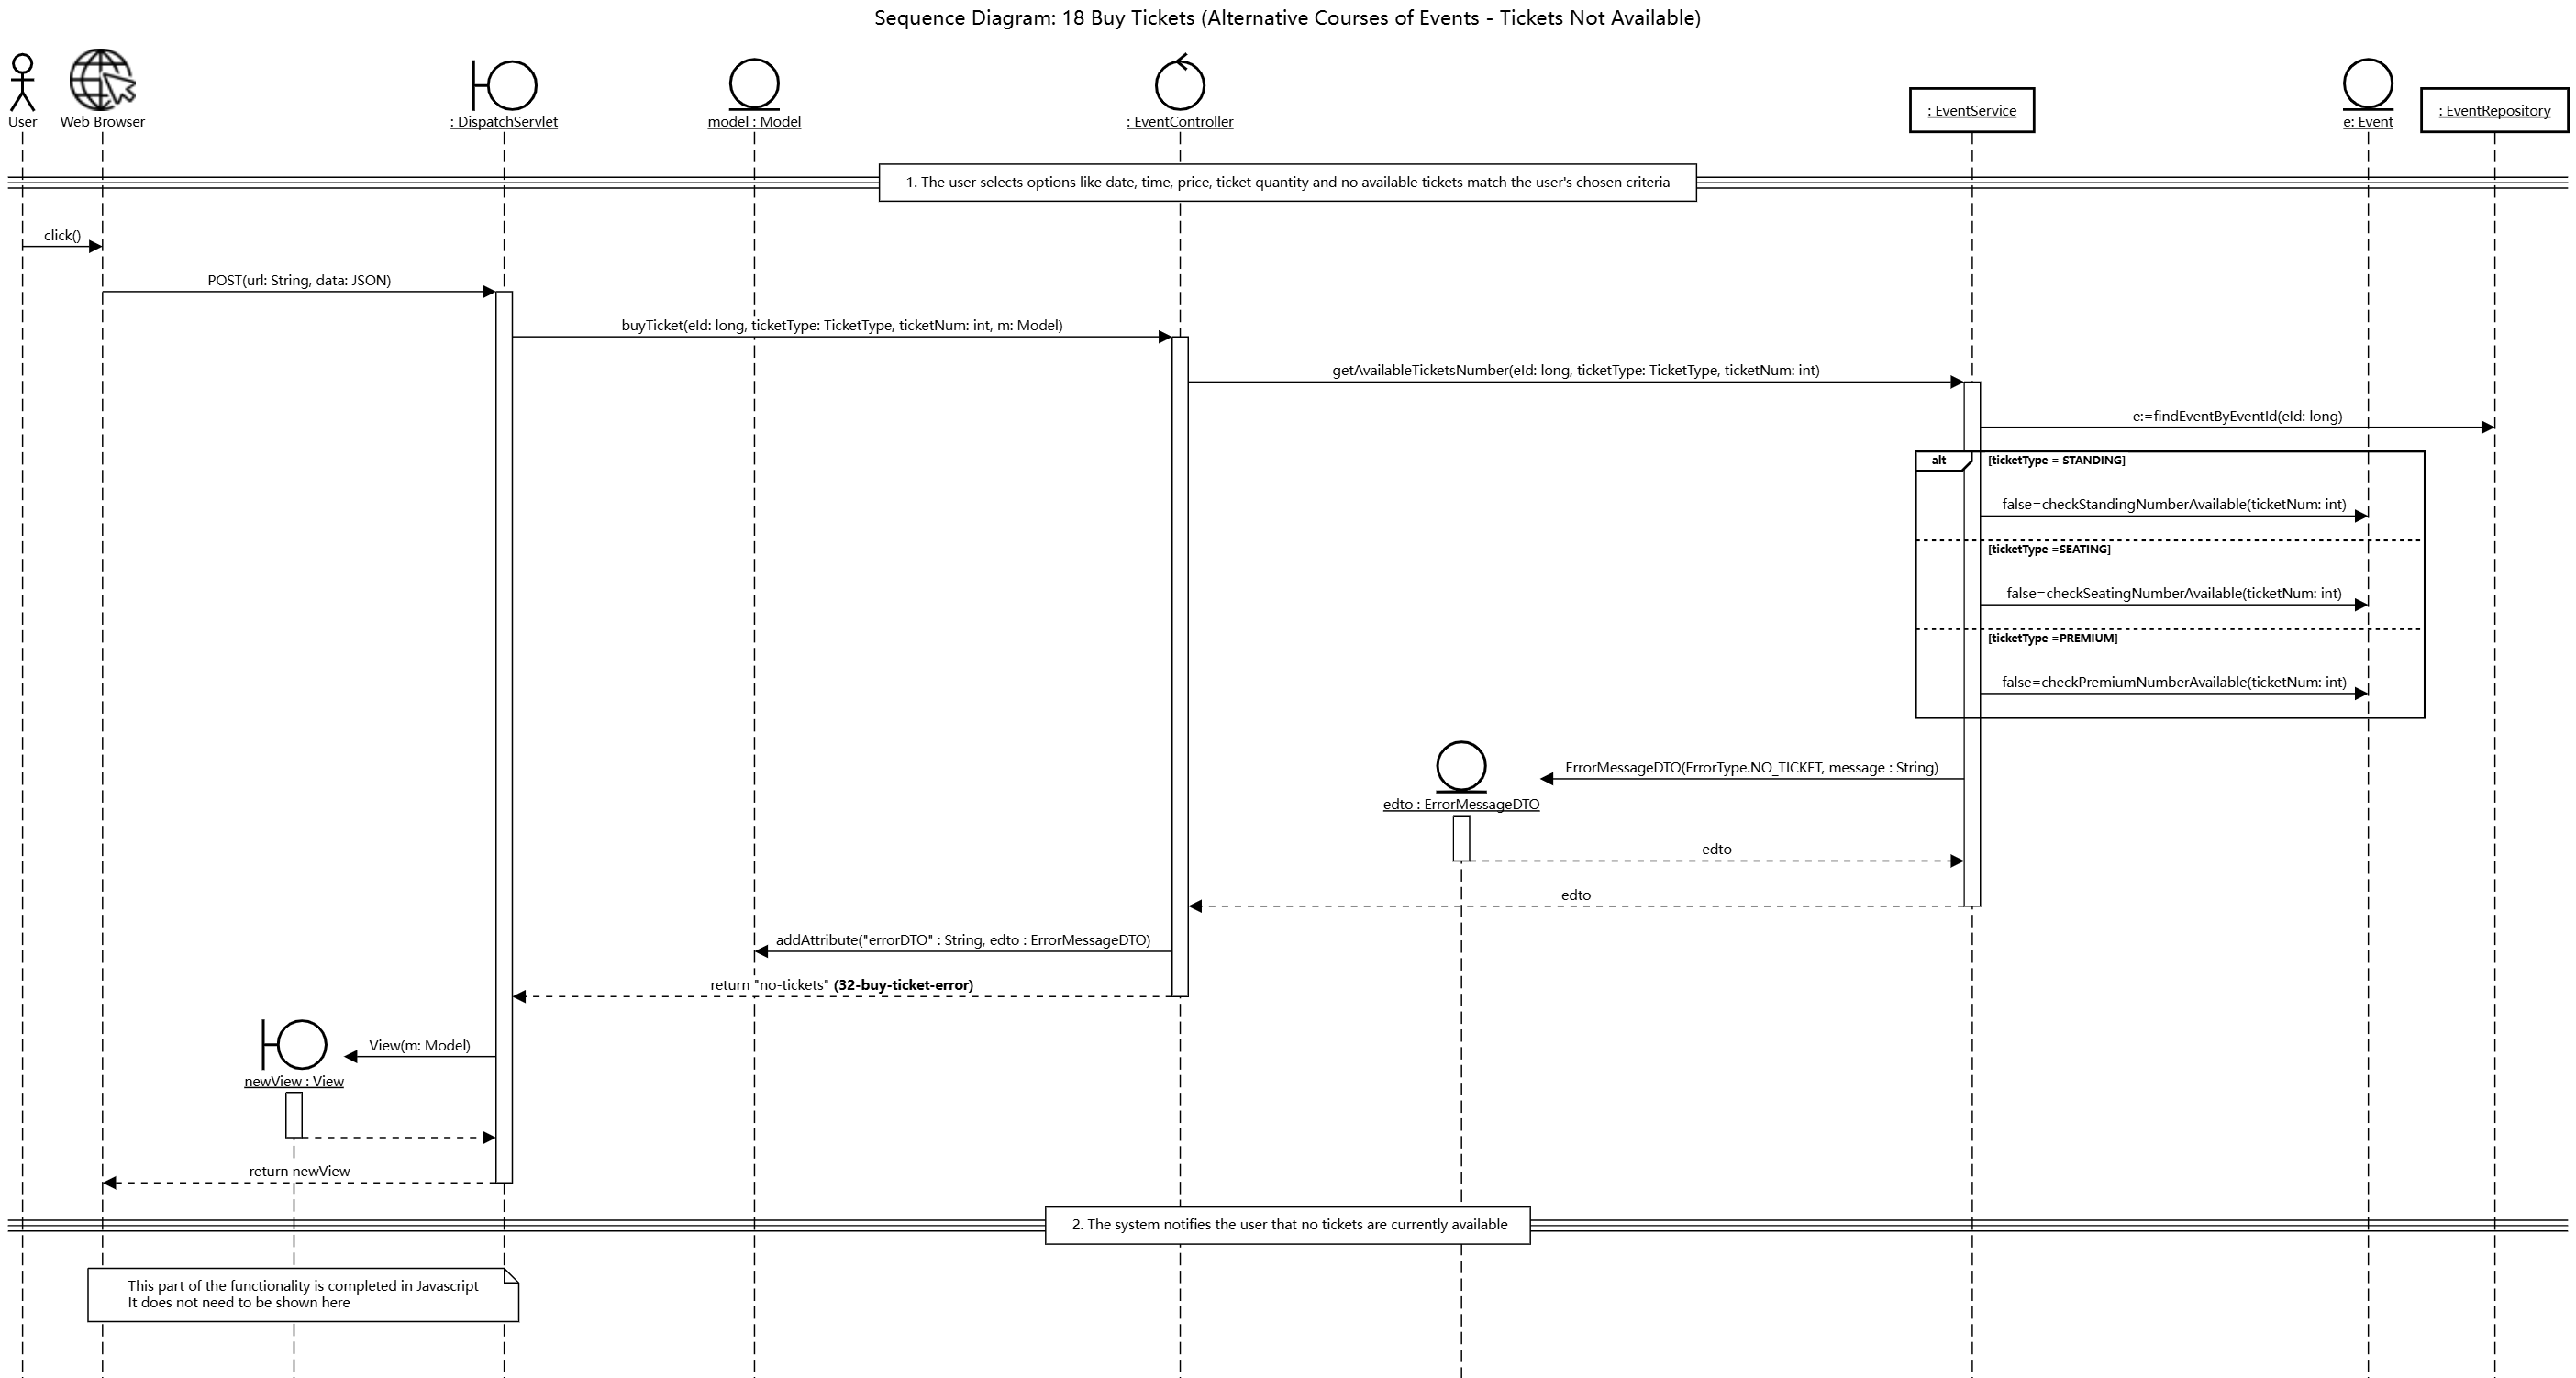 Sequence Diagram: 18 Buy Tickets (Alternative Courses of Events - Tickets Not Available)
User
Web Browser
: DispatchServlet
model : Model
: EventController
: EventService
e: Event
: EventRepository
1. The user selects options like date, time, price, ticket quantity and no available tickets match the user's chosen criteria
click()
POST(url: String, data: JSON)
buyTicket(eId: long, ticketType: TicketType, ticketNum: int, m: Model)
getAvailableTicketsNumber(eId: long, ticketType: TicketType, ticketNum: int)
e:=findEventByEventId(eId: long)
alt
[ticketType = STANDING]
false=checkStandingNumberAvailable(ticketNum: int)
[ticketType =SEATING]
false=checkSeatingNumberAvailable(ticketNum: int)
[ticketType =PREMIUM]
false=checkPremiumNumberAvailable(ticketNum: int)
ErrorMessageDTO(ErrorType.NO_TICKET, message : String)
edto : ErrorMessageDTO
edto
edto
addAttribute("errorDTO" : String, edto : ErrorMessageDTO)
return "no-tickets" (32-buy-ticket-error)
View(m: Model)
newView : View
return newView
2. The system notifies the user that no tickets are currently available
This part of the functionality is completed in Javascript
It does not need to be shown here